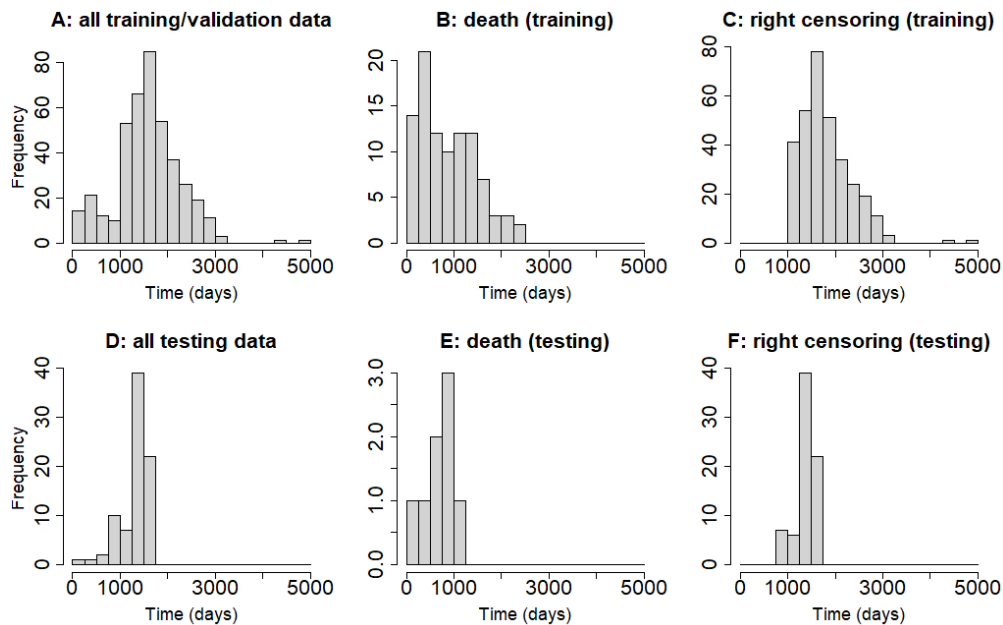 A: all training/validation data
B: death (training)
C: right censoring (training)
Frequency
0 20 40 60 80
0 5 10 15 20
0 20 40 60 80
0 1000 3000 5000
0 1000 3000 5000
0 1000 3000 5000
Time (days)
Time (days)
Time (days)
D: all testing data
E: death (testing)
F: right censoring (testing)
Frequency
0 10 20 30 40
0.0 1.0 2.0 3.0
0 10 20 30 40
0 1000 3000 5000
0 1000 3000 5000
0 1000 3000 5000
Time (days)
Time (days)
Time (days)